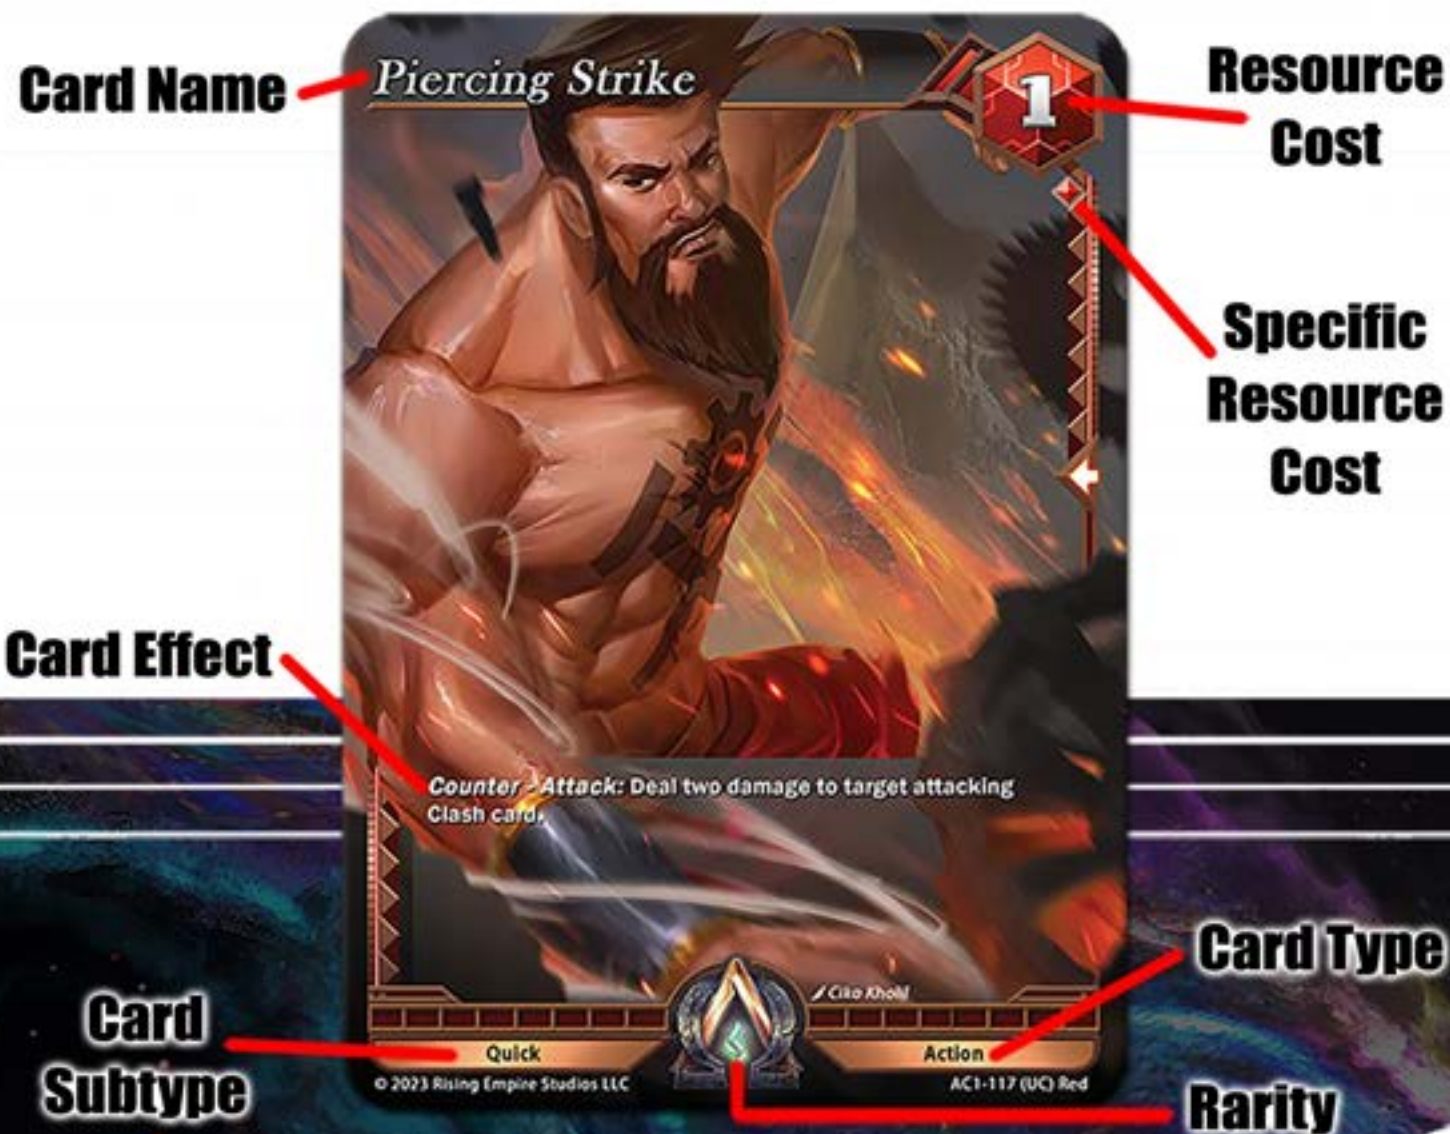 Card Name
Piercing Strike
1
Resource
Cost
Specific
Resource
Cost
Card Effect
Counter - Attack: Deal two damage to target attacking
Clash card.
Card Type
Ciko Kholil
Card
Subtype
Quick
Action
© 2023 Rising Empire Studios LLC
AC1-117 (UC) Red
Rarity